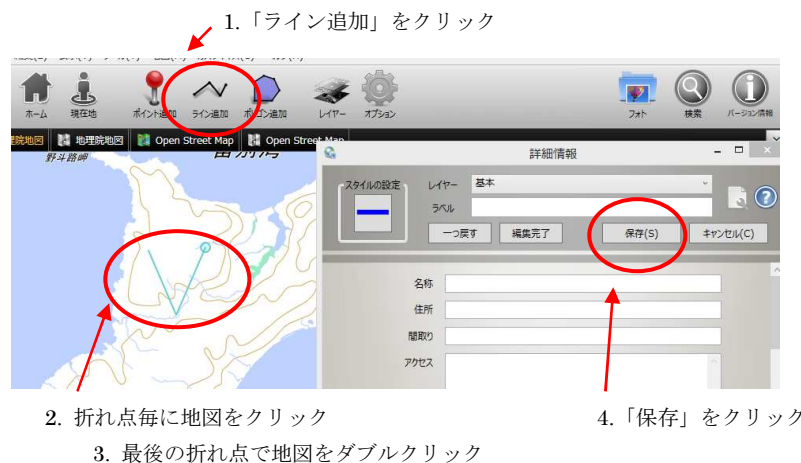 1.「ライン追加」をクリック
ホーム
現在地
ポイント追加
ライン追加
ポリゴン追加
レイヤー
オプション
フォト
検索
バージョン情報
院地図
地理院地図
Open Street Map
Open Street Map
野斗路岬
詳細情報
スタイルの設定
レイヤー
基本
ラベル
一つ戻す
編集完了
保存(S)
キャンセル(C)
名称
住所
間取り
アクセス
2. 折れ点毎に地図をクリック
4.「保存」をクリック
3. 最後の折れ点で地図をダブルクリック